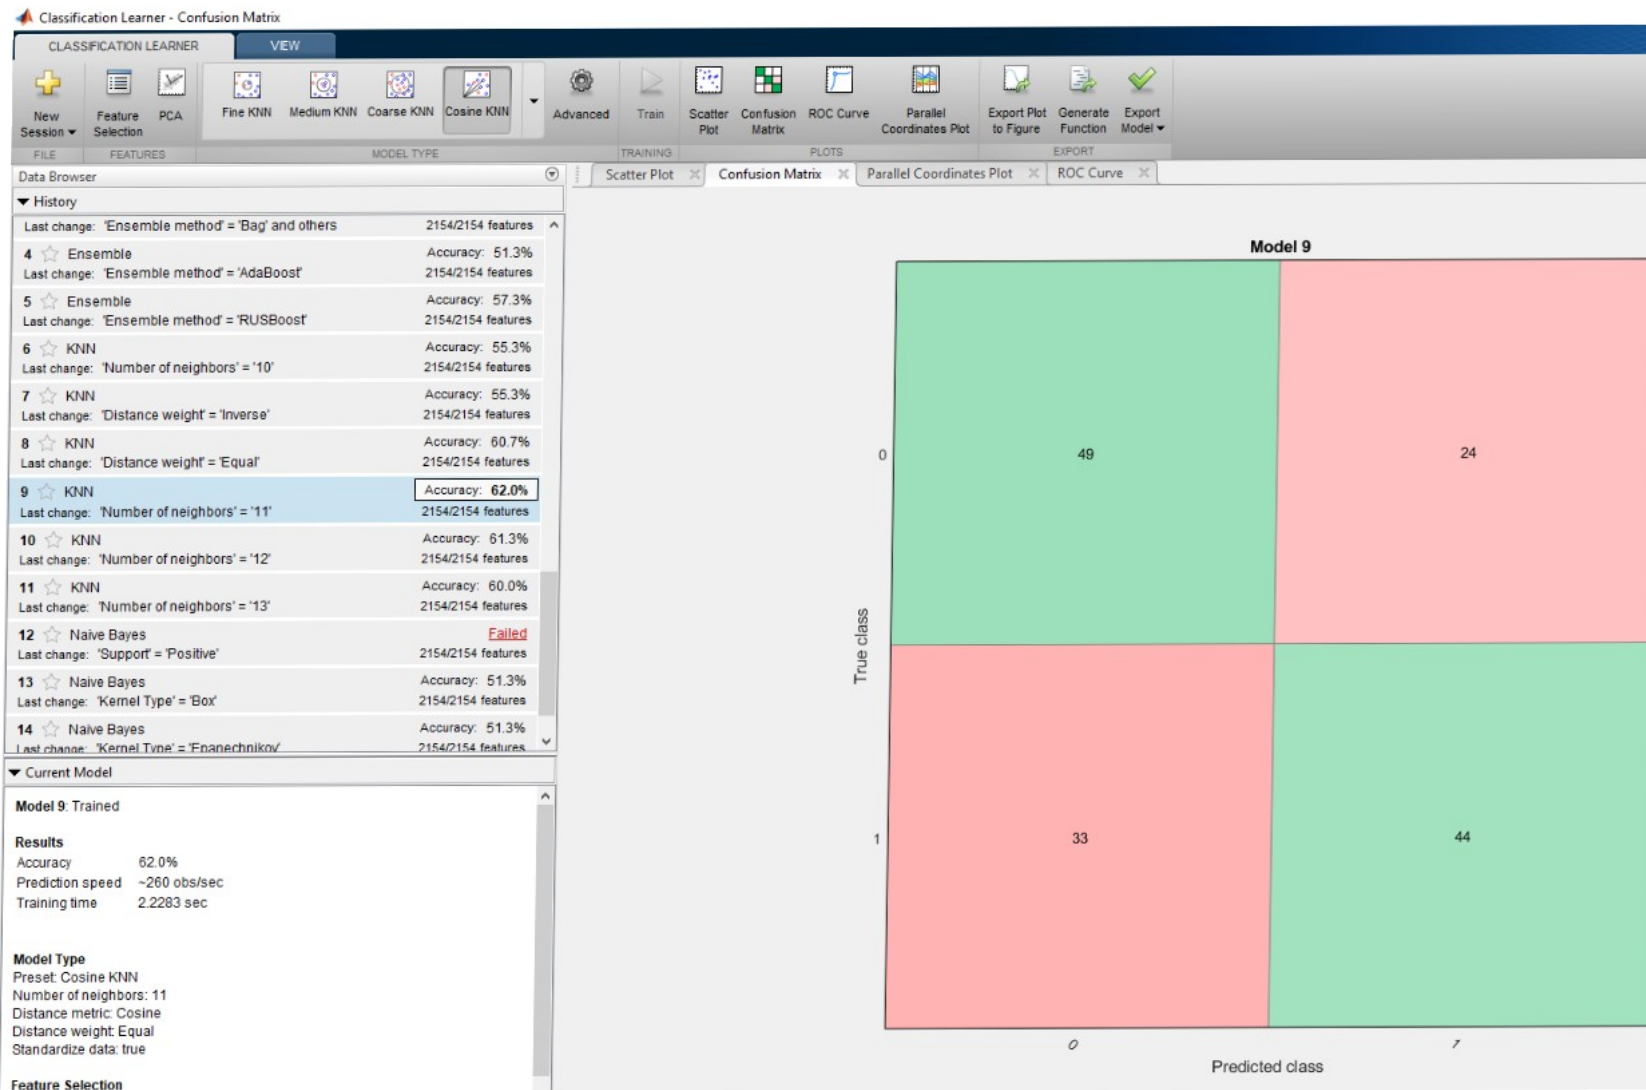 Classification Learner - Confusion Matrix
CLASSIFICATION LEARNER VIEW
New Session Feature Selection PCA Fine KNN Medium KNN Coarse KNN Cosine KNN Advanced Train Scatter Plot Confusion Matrix ROC Curve Parallel Coordinates Plot Export Plot to Figure Generate Function Export Model
FILE FEATURES MODEL TYPE TRAINING PLOTS EXPORT
Data Browser
History
Last change: 'Ensemble method' = 'Bag' and others 2154/2154 features
4 Ensemble Accuracy: 51.3%
Last change: 'Ensemble method' = 'AdaBoost' 2154/2154 features
5 Ensemble Accuracy: 57.3%
Last change: 'Ensemble method' = 'RUSBoost' 2154/2154 features
6 KNN Accuracy: 55.3%
Last change: 'Number of neighbors' = '10' 2154/2154 features
7 KNN Accuracy: 55.3%
Last change: 'Distance weight' = 'Inverse' 2154/2154 features
8 KNN Accuracy: 60.7%
Last change: 'Distance weight' = 'Equal' 2154/2154 features
9 KNN Accuracy: 62.0%
Last change: 'Number of neighbors' = '11' 2154/2154 features
10 KNN Accuracy: 61.3%
Last change: 'Number of neighbors' = '12' 2154/2154 features
11 KNN Accuracy: 60.0%
Last change: 'Number of neighbors' = '13' 2154/2154 features
12 Naive Bayes Failed
Last change: 'Support' = 'Positive' 2154/2154 features
13 Naive Bayes Accuracy: 51.3%
Last change: 'Kernel Type' = 'Box' 2154/2154 features
14 Naive Bayes Accuracy: 51.3%
Last change: 'Kernel Type' = 'Epanechnikov' 2154/2154 features
Current Model
Model 9: Trained
Results
Accuracy 62.0%
Prediction speed ~260 obs/sec
Training time 2.2283 sec
Model Type
Preset: Cosine KNN
Number of neighbors: 11
Distance metric: Cosine
Distance weight: Equal
Standardize data: true
Feature Selection
Scatter Plot Confusion Matrix Parallel Coordinates Plot ROC Curve
Model 9
0 49 24
True class
1 33 44
0 1
Predicted class